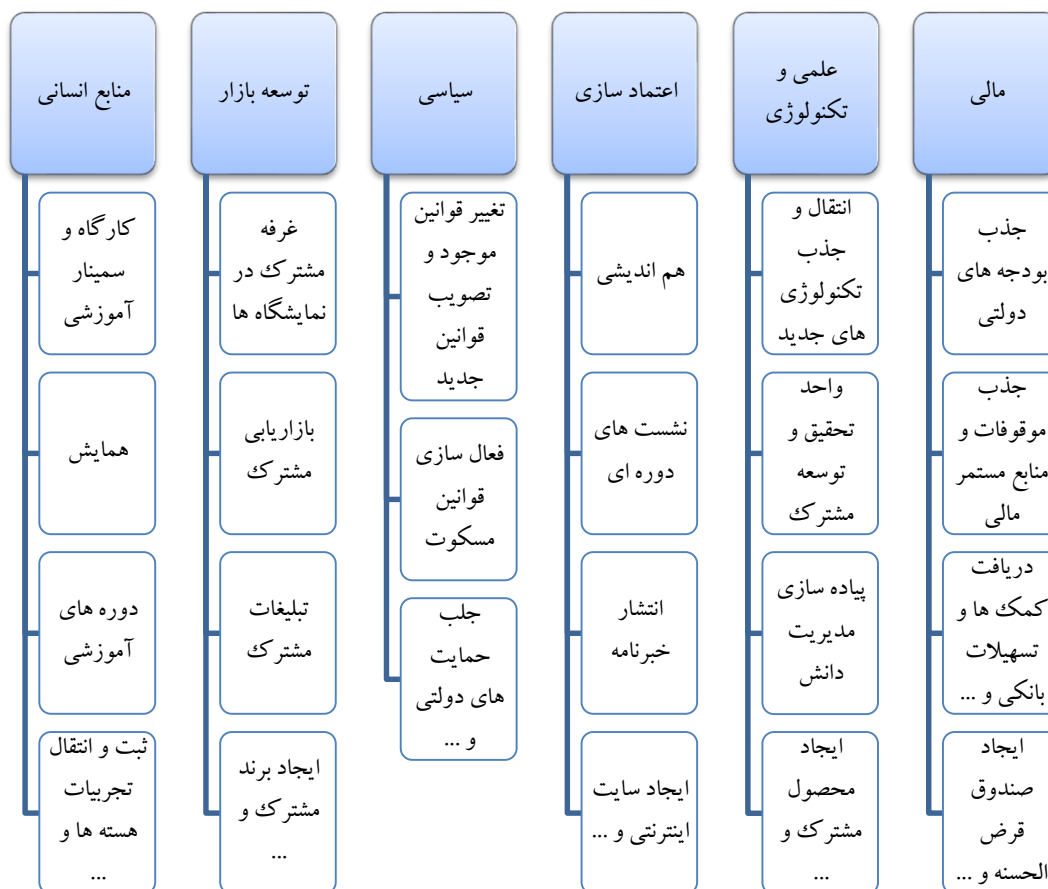 مالی
جذب
بودجه های
دولتی
جذب
موقوفات و
منابع مستمر
مالی
دریافت
کمک ها و
تسهیلات
بانکی و ...
ایجاد
صندوق
قرض
الحسنه و ...
علمی و
تکنولوژی
انتقال و
جذب
تکنولوژی
های جدید
واحد
تحقیق و
توسعه
مشترک
پیاده سازی
مدیریت
دانش
ایجاد
محصول
مشترک و
...
اعتماد سازی
هم اندیشی
نشست های
دوره ای
انتشار
خبرنامه
ایجاد سایت
اینترنتی و ...
سیاسی
تغییر قوانین
موجود و
تصویب
قوانین
جدید
فعال سازی
قوانین
مسکوت
جلب
حمایت
های دولتی
و ...
توسعه بازار
غرفه
مشترک در
نمایشگاه ها
بازاریابی
مشترک
تبلیغات
مشترک
ایجاد برند
مشترک و
...
منابع انسانی
کارگاه و
سمینار
آموزشی
همایش
دوره های
آموزشی
ثبت و انتقال
تجربیات
هسته ها و
...